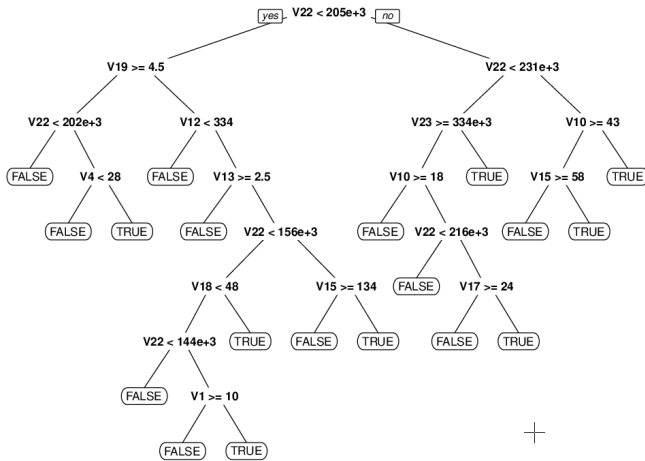 yes V22 < 205e+3 no
V19 >= 4.5 V22 < 231e+3
V22 < 202e+3 V12 < 334 V23 >= 334e+3 V10 >= 43
FALSE V4 < 28 FALSE V13 >= 2.5 V10 >= 18 TRUE V15 >= 58 TRUE
FALSE TRUE FALSE V22 < 156e+3 FALSE V22 < 216e+3 FALSE TRUE
V18 < 48 V15 >= 134 FALSE V17 >= 24
V22 < 144e+3 TRUE FALSE TRUE FALSE TRUE
FALSE V1 >= 10
FALSE TRUE